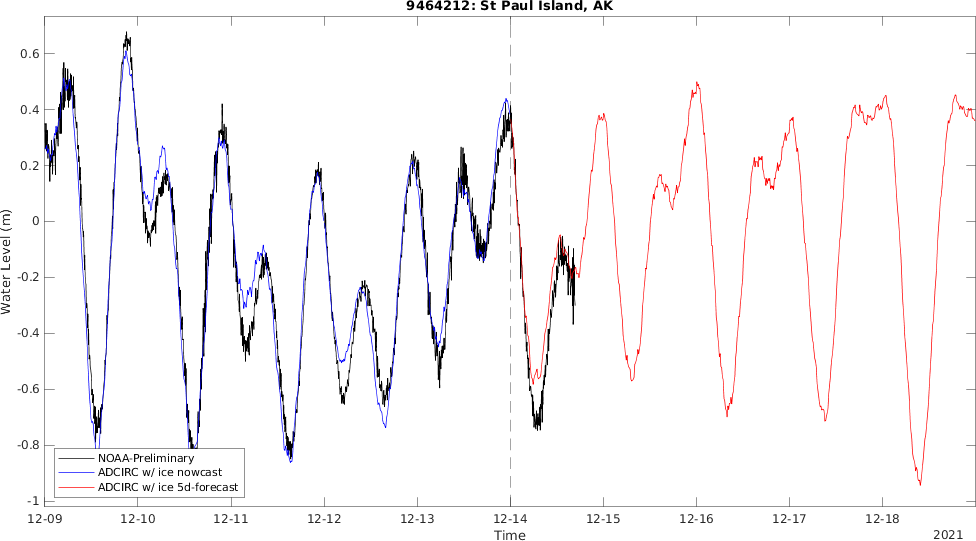 9464212: St Paul Island, AK
Water Level (m)
0.6
0.4
0.2
0
-0.2
-0.4
-0.6
-0.8
-1
NOAA-Preliminary
ADCIRC w/ ice nowcast
ADCIRC w/ ice 5d-forecast
12-09 12-10 12-11 12-12 12-13 12-14 12-15 12-16 12-17 12-18
Time
2021